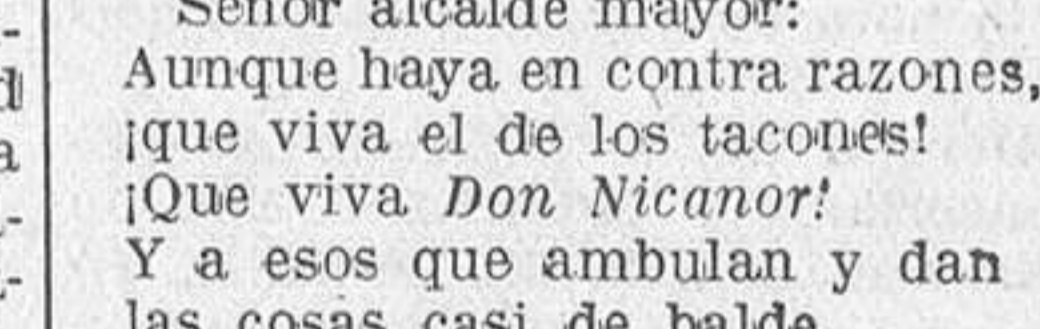 Señor alcalde mayor:
Aunque haya en contra razones,
¡que viva el de los tacones!
¡Que viva Don Nicanor!
Y a esos que ambulan y dan
las cosas casi de balde